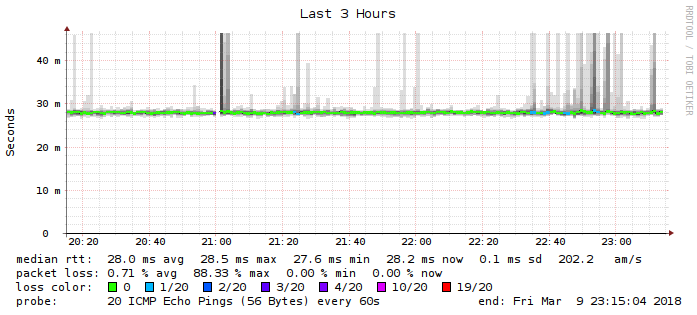 Last 3 Hours
RRDTOOL / TOBI OETIKER
Seconds
40 m
30 m
20 m
10 m
0
20:20 20:40 21:00 21:20 21:40 22:00 22:20 22:40 23:00
median rtt: 28.0 ms avg 28.5 ms max 27.6 ms min 28.2 ms now 0.1 ms sd 202.2 am/s
packet loss: 0.71 % avg 88.33 % max 0.00 % min 0.00 % now
loss color: 0 1/20 2/20 3/20 4/20 10/20 19/20
probe: 20 ICMP Echo Pings (56 Bytes) every 60s end: Fri Mar 9 23:15:04 2018